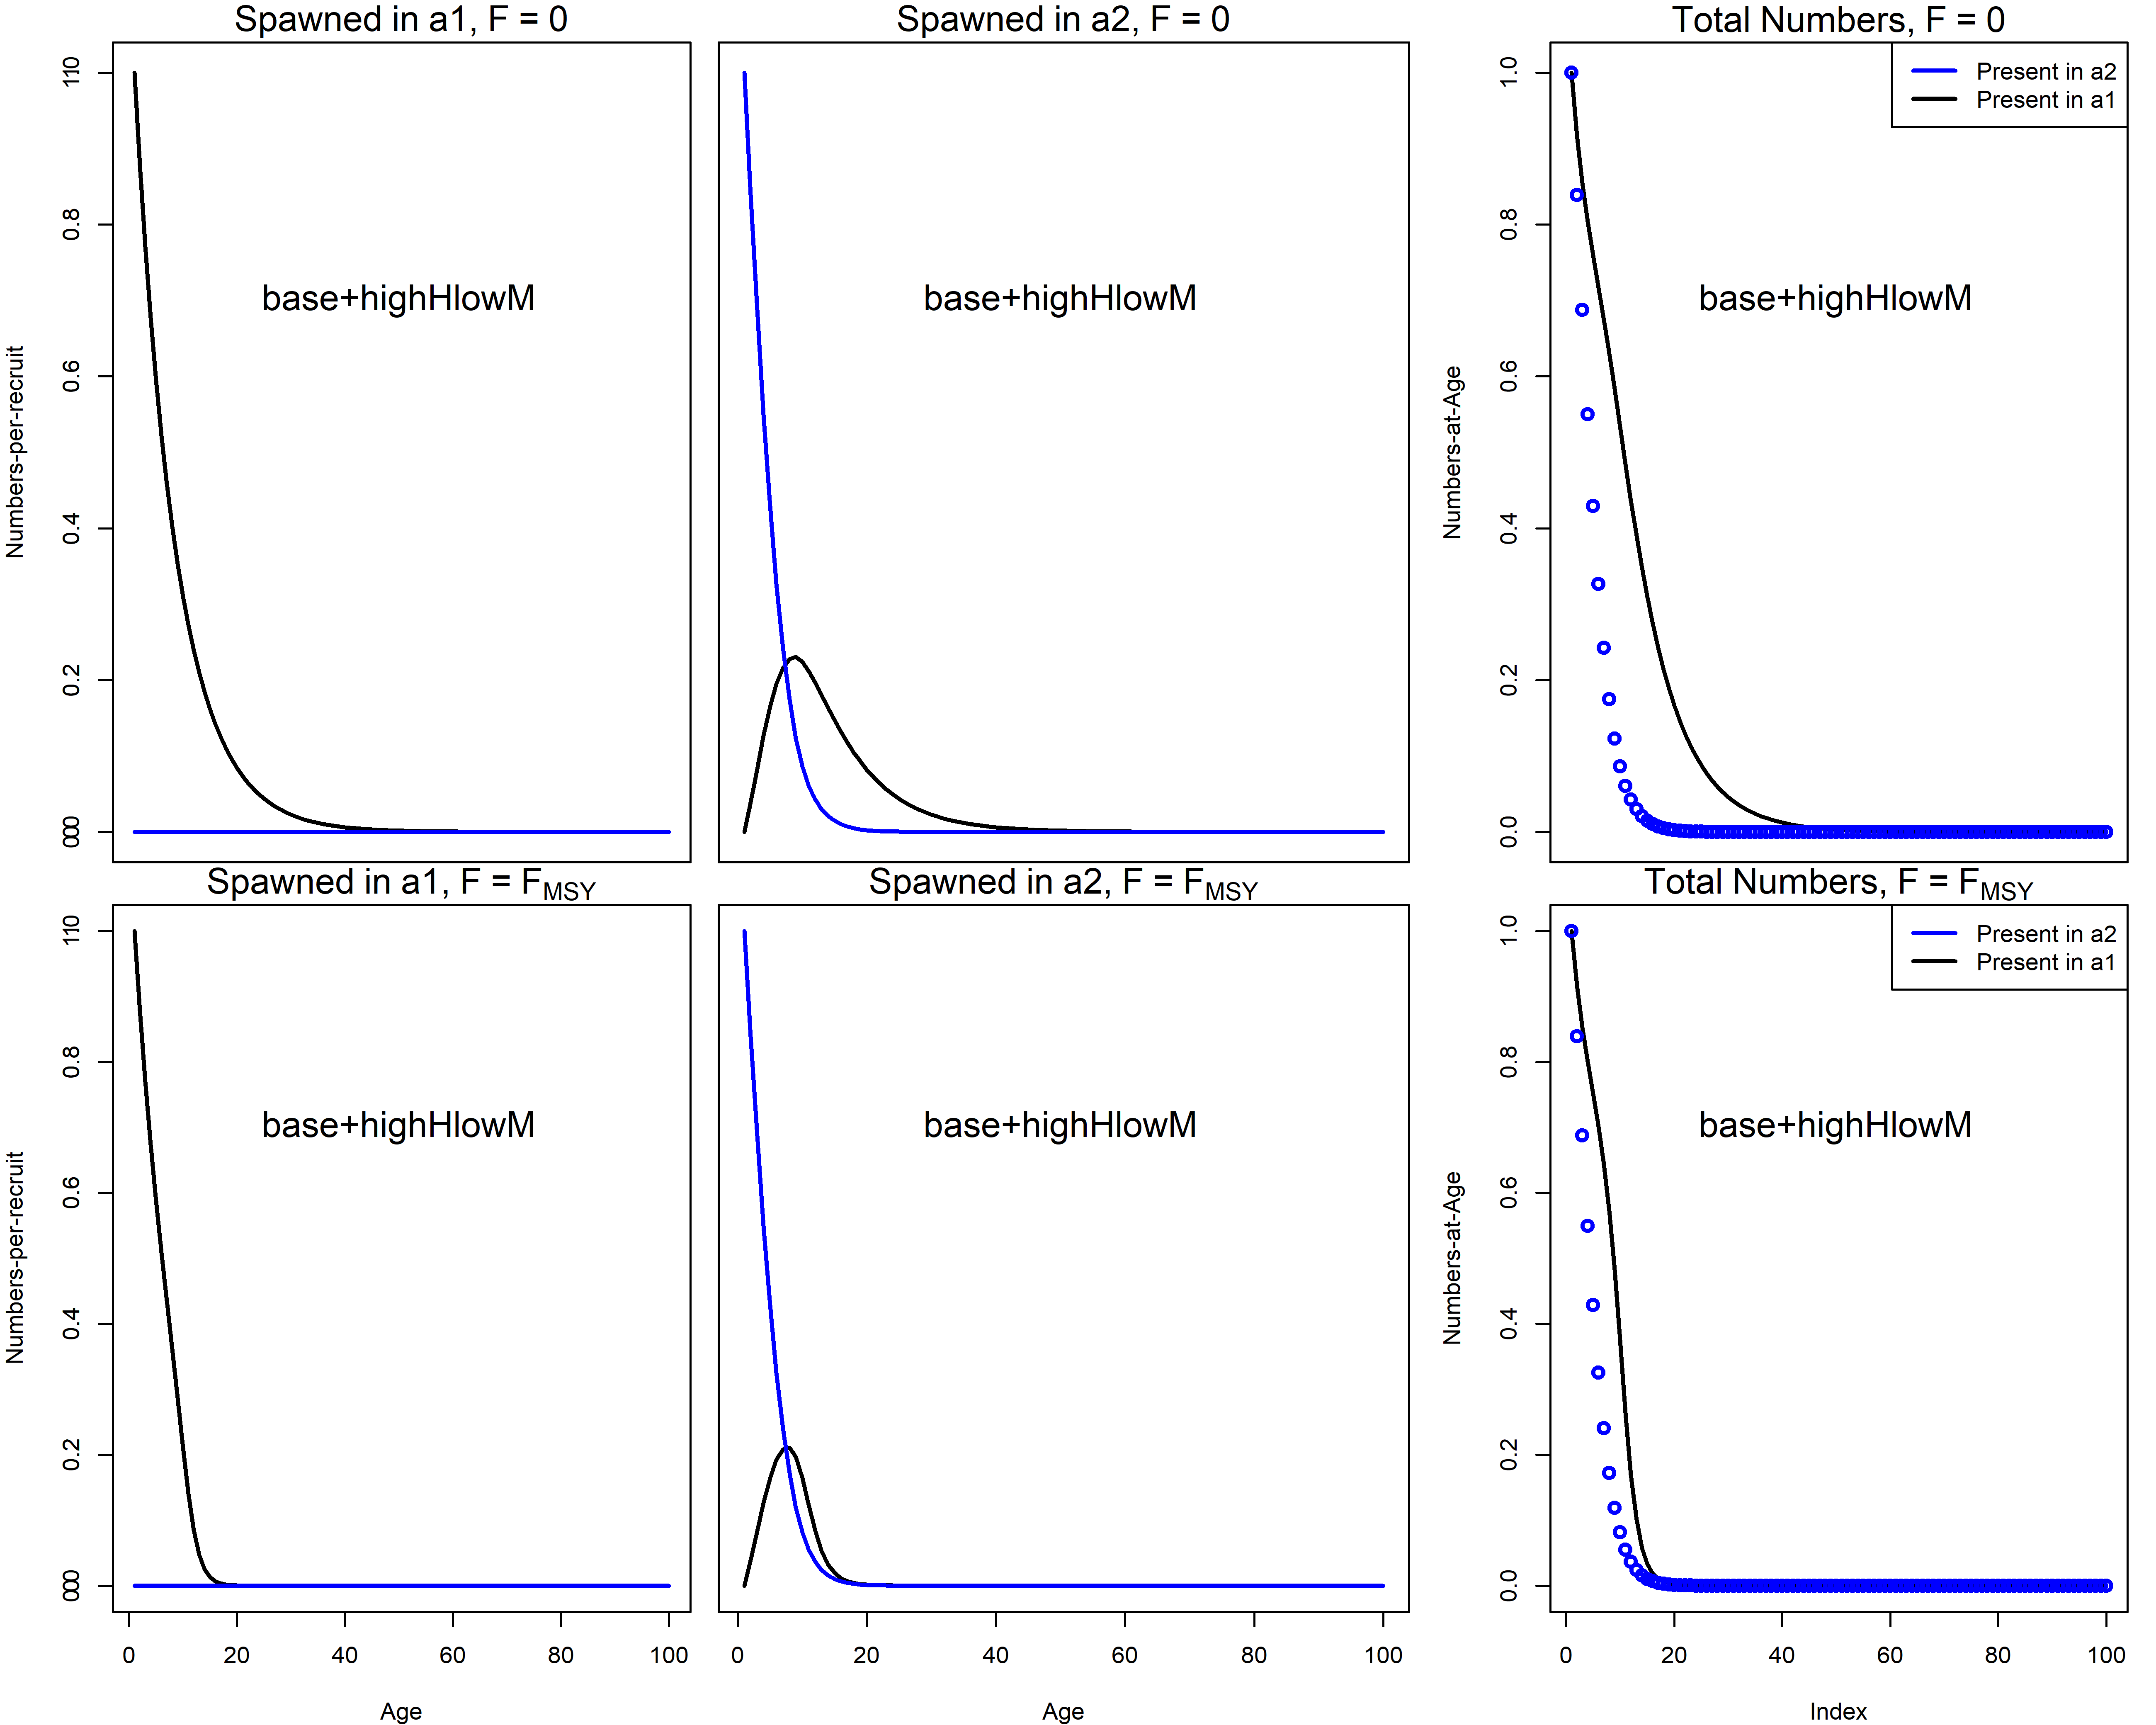 Spawned in a1, F = 0
Spawned in a2, F = 0
Total Numbers, F = 0
Numbers-per-recruit
000
0.2
0.4
0.6
0.8
110
base+highHlowM
base+highHlowM
Numbers-at-Age
0.0
0.2
0.4
0.6
0.8
1.0
Present in a2
Present in a1
base+highHlowM
Spawned in a1, F = FMSY
Spawned in a2, F = FMSY
Total Numbers, F = FMSY
Numbers-per-recruit
000
0.2
0.4
0.6
0.8
110
base+highHlowM
0 20 40 60 80 100
Age
base+highHlowM
0 20 40 60 80 100
Age
Numbers-at-Age
0.0
0.2
0.4
0.6
0.8
1.0
Present in a2
Present in a1
base+highHlowM
0 20 40 60 80 100
Index